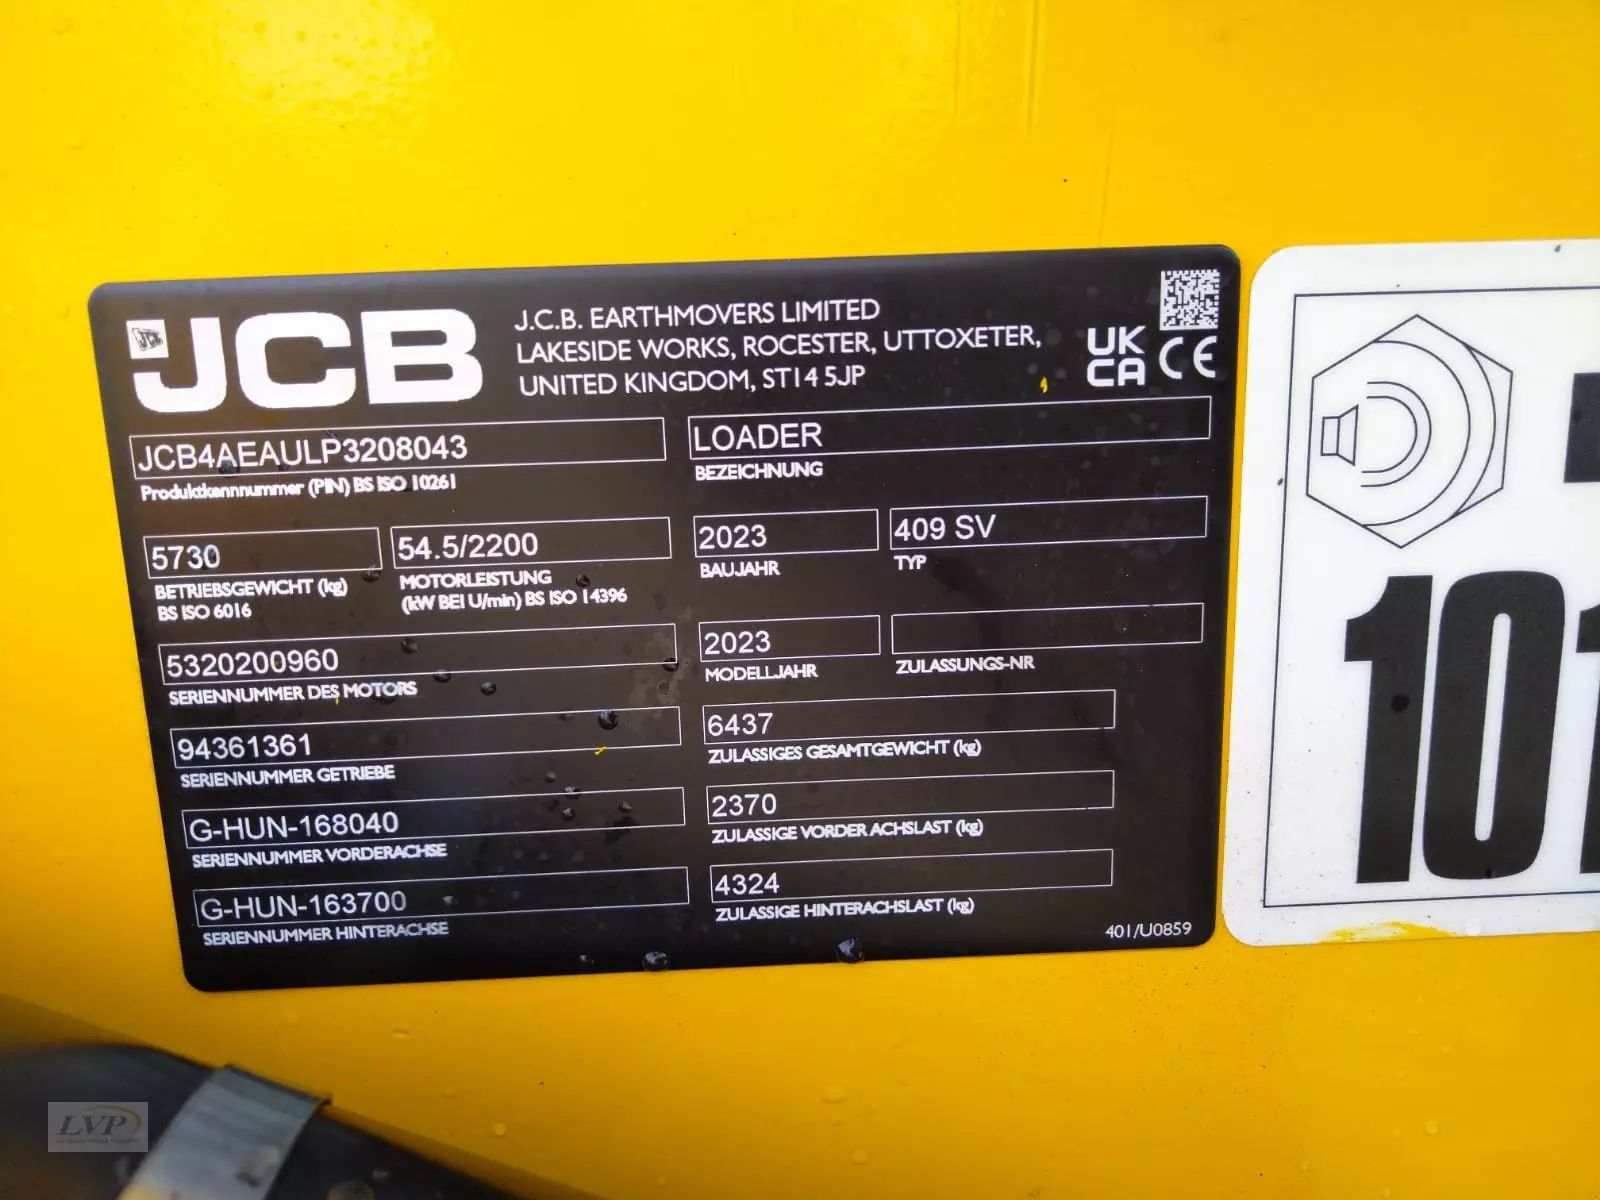 JCB
J.C.B. EARTHMOVERS LIMITED
LAKESIDE WORKS, ROCESTER, UTTOXETER,
UNITED KINGDOM, ST14 5JP
UK
CA CE
JCB4AEAULP3208043
Produktkennnummer (PIN) BS ISO 10261
LOADER
BEZEICHNUNG
5730
BETRIEBSGEWICHT (kg)
BS ISO 6016
54.5/2200
MOTORLEISTUNG
(kW BEI U/min) BS ISO 14396
2023
BAUJAHR
409 SV
TYP
5320200960
SERIENNUMMER DES MOTORS
2023
MODELLJAHR
ZULASSUNGS-NR
94361361
SERIENNUMMER GETRIEBE
6437
ZULASSIGES GESAMTGEWICHT (kg)
G-HUN-168040
SERIENNUMMER VORDERACHSE
2370
ZULASSIGE VORDER ACHSLAST (kg)
G-HUN-163700
SERIENNUMMER HINTERACHSE
4324
ZULASSIGE HINTERACHSLAST (kg)
401/U0859
101
LVP